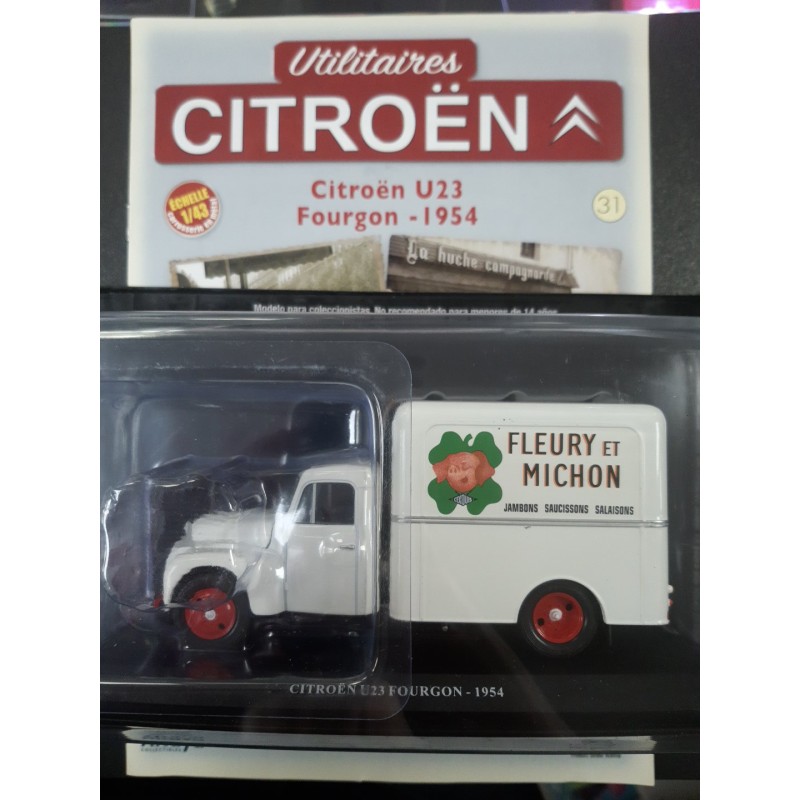 Utilitaires
CITROËN
Citroën U23
Fourgon - 1954
ÉCHELLE
1/43
31
La huche campagnarde
Modelo para coleccionistas. No recomendado para menores de 14 años.
FLEURY ET
MICHON
JAMBONS SAUCISSONS SALAISONS
CITROËN U23 FOURGON - 1954